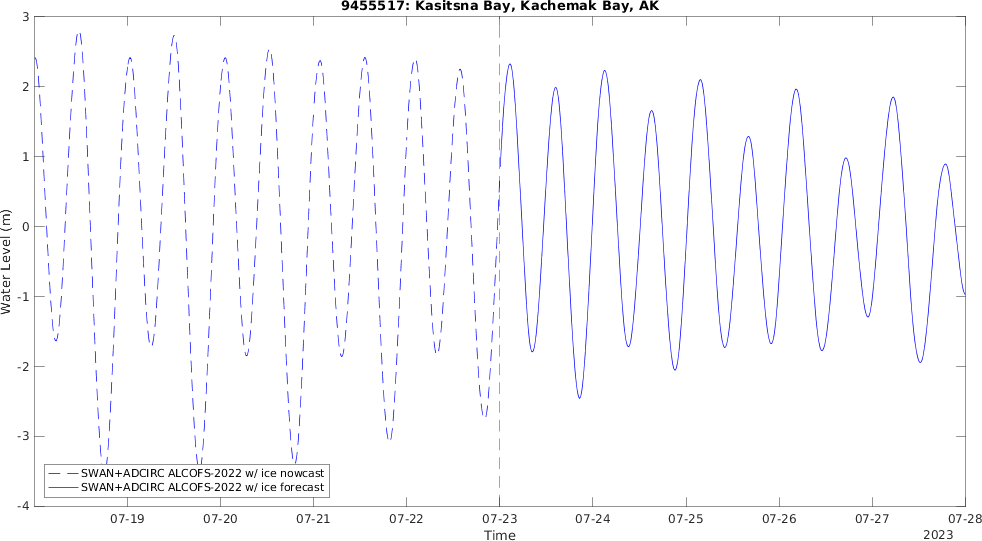 9455517: Kasitsna Bay, Kachemak Bay, AK
3
2
1
0
-1
-2
-3
-4
Water Level (m)
SWAN+ADCIRC ALCOFS-2022 w/ ice nowcast
SWAN+ADCIRC ALCOFS-2022 w/ ice forecast
07-19 07-20 07-21 07-22 07-23 07-24 07-25 07-26 07-27 07-28
Time
2023